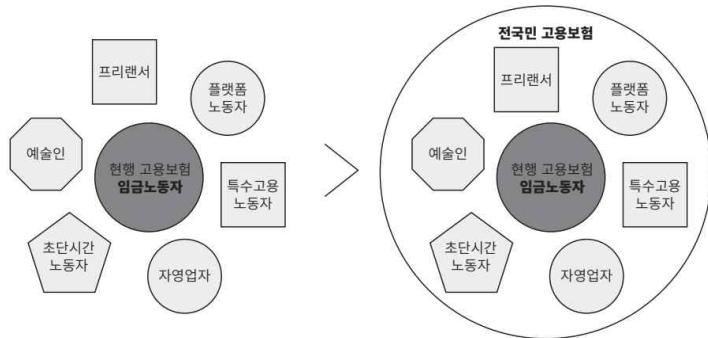 프리랜서
플랫폼
노동자
예술인
현행 고용보험
임금노동자
특수고용
노동자
초단시간
노동자
자영업자
전국민 고용보험
프리랜서
플랫폼
노동자
예술인
현행 고용보험
임금노동자
특수고용
노동자
초단시간
노동자
자영업자